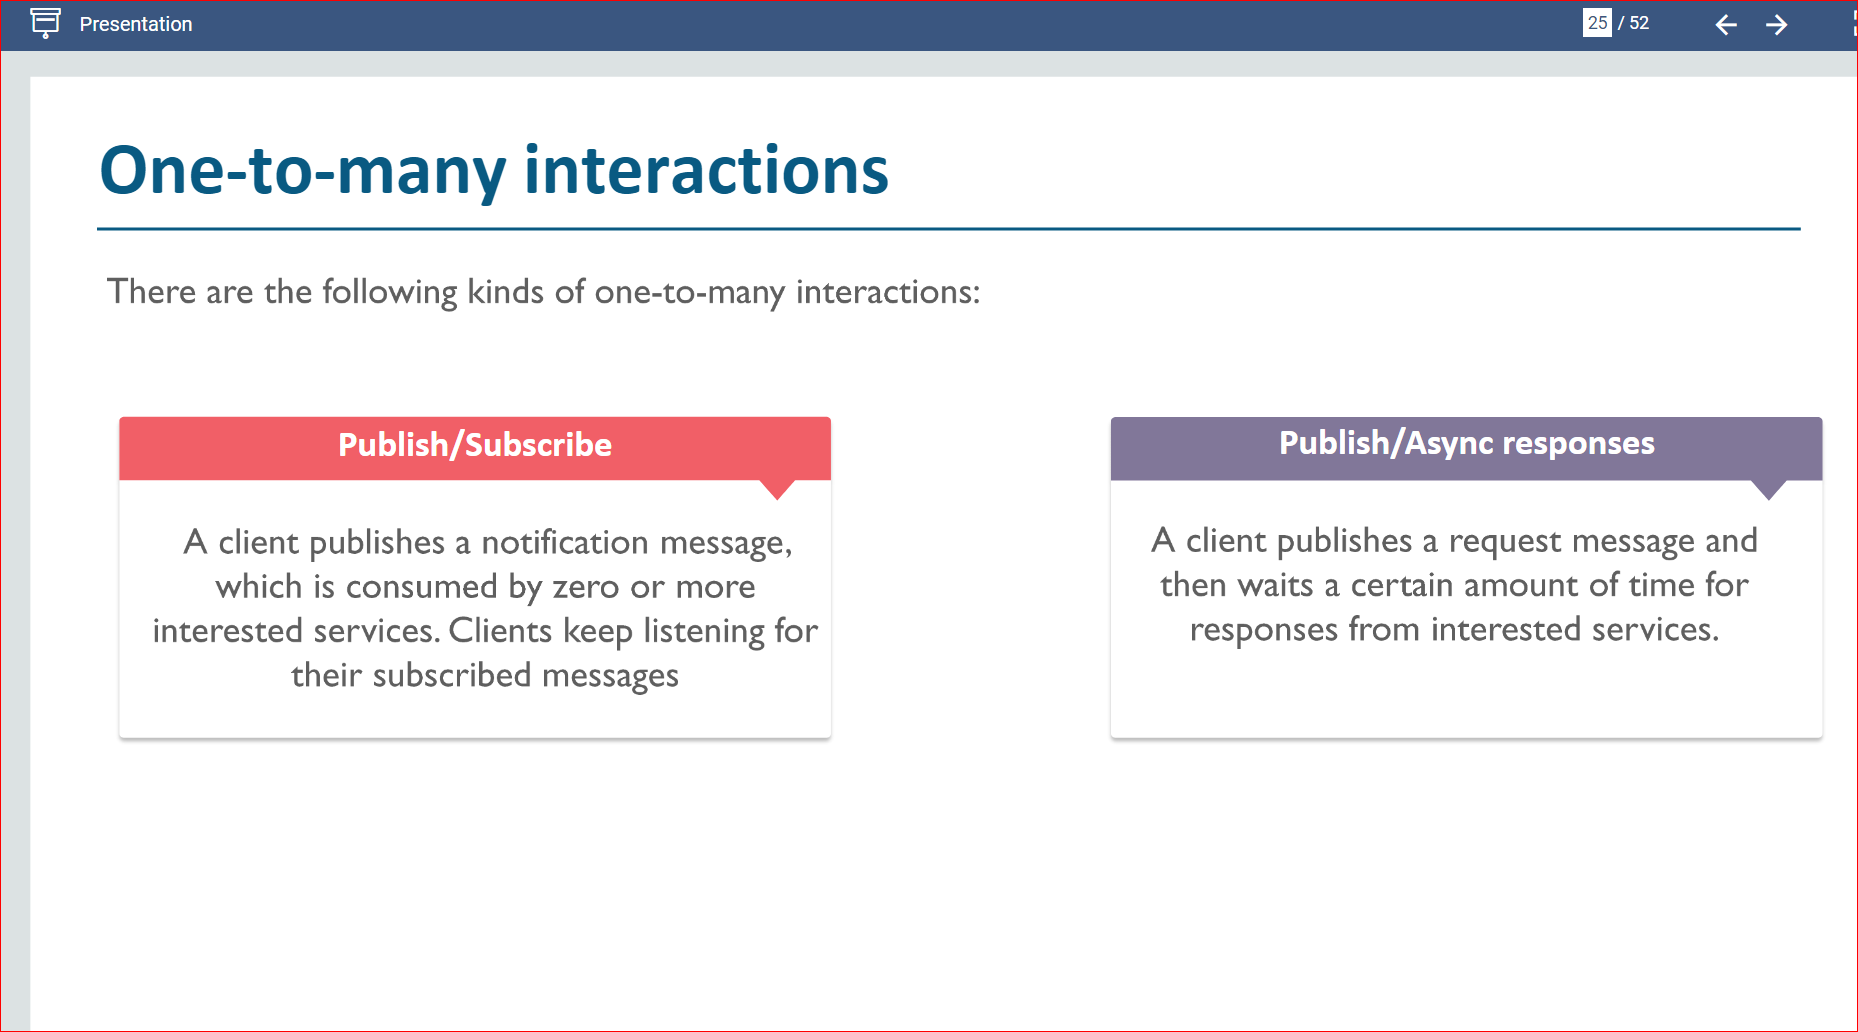 Presentation
25 / 52
One-to-many interactions
There are the following kinds of one-to-many interactions:
Publish/Subscribe
A client publishes a notification message,
which is consumed by zero or more
interested services. Clients keep listening for
their subscribed messages
Publish/Async responses
A client publishes a request message and
then waits a certain amount of time for
responses from interested services.